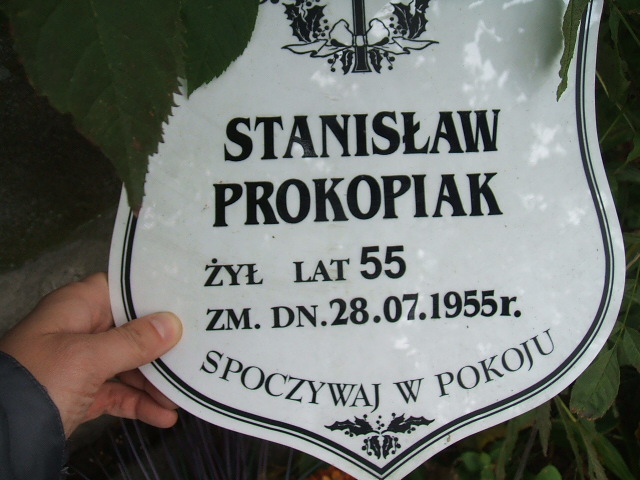 STANISŁAW
PROKOPIAK
ŻYŁ LAT 55
ZM. DN. 28.07.1955r.
SPOCZYWAJ W POKOJU